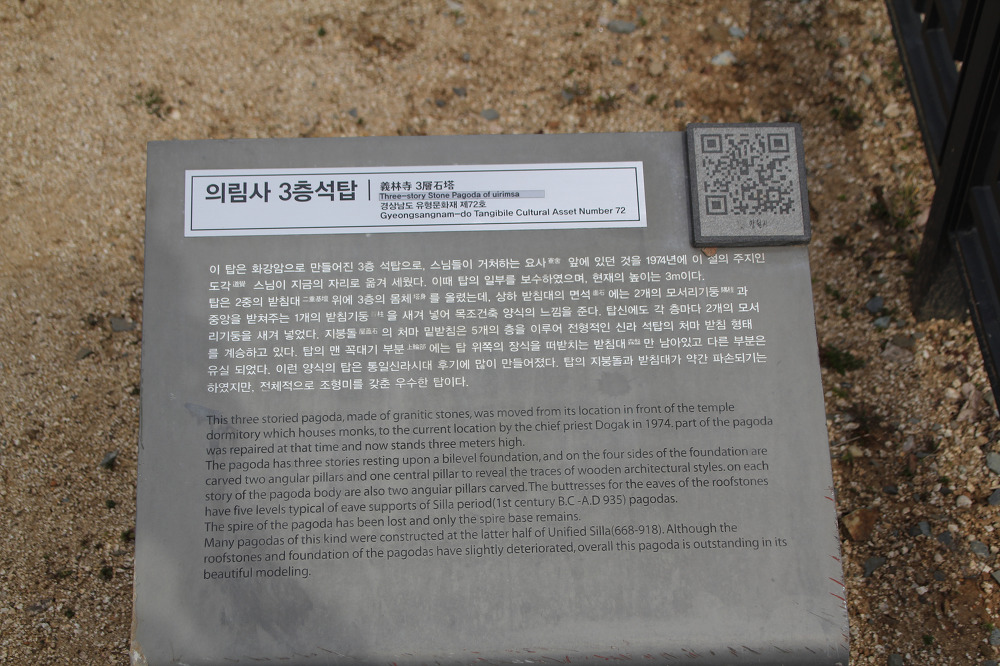 의림사 3층석탑
義林寺 3層石塔
Three-story Stone Pagoda of uirimsa
경상남도 유형문화재 제72호
Gyeongsangnam-do Tangibile Cultural Asset Number 72
이 탑은 화강암으로 만들어진 3층 석탑으로, 스님들이 거쳐하는 요사寮舍 앞에 있던 것을 1974년에 이 절의 주지인
도각道覺 스님이 지금의 자리로 옮겨 세웠다. 이때 탑의 일부를 보수하였으며, 현재의 높이는 3m이다.
탑은 2중의 받침대二重基壇 위에 3층의 몸체塔身를 올렸는데, 상하 받침대의 면석面石에는 2개의 모서리기둥隅柱과
중앙을 받쳐주는 1개의 받침기둥을 새겨 넣어 목조건축 양식의 느낌을 준다. 탑신에도 각 층마다 2개의 모서
리기둥을 새겨 넣었다. 지붕돌屋蓋石의 처마 밑받침은 5개의 층을 이루어 전형적인 신라 석탑의 처마 받침 형태
를 계승하고 있다. 탑의 맨 꼭대기 부분上輪部에는 탑 위쪽의 장식을 떠받치는 받침대만 남아있고 다른 부분은
유실 되었다. 이런 양식의 탑은 통일신라시대 후기에 많이 만들어졌다. 탑의 지붕돌과 받침대가 약간 파손되기는
하였지만, 전체적으로 조형미를 갖춘 우수한 탑이다.
This three storied pagoda, made of granitic stones, was moved from its location in front of the temple
dormitory which houses monks, to the current location by the chief priest Dogak in 1974. part of the pagoda
was repaired at that time and now stands three meters high.
The pagoda has three stories resting upon a bilevel foundation, and on the four sides of the foundation are
carved two angular pillars and one central pillar to reveal the traces of wooden architectural styles. on each
story of the pagoda body are also two anguiar pillars carved. The buttresses for the eaves of the roofstones
have five levels typical of eave supports of Silla period(1st century B.C -A.D 935) pagodas.
The spire of the pagoda has been lost and only the spire base remains.
Many pagodas of this kind were constructed at the latter half of Unified Silla(668-918). Although the
roofstones and foundation of the pagodas have slightly deteriorated, overall this pagoda is outstanding in its
beautiful modeling.